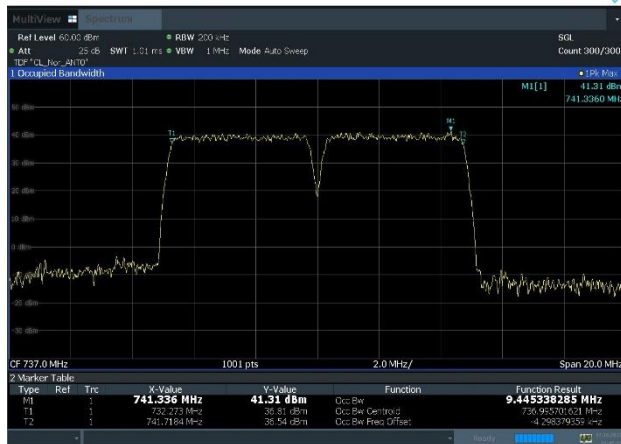 MultiView Spectrum
Ref Level 60.00 dBm RBW 200 kHz SGL
Att 25 dB SWT 1.01 ms VBW 1 MHz Mode Auto Sweep Count 300/300
TDF "CL_Nor_ANT0"
1 Occupied Bandwidth 1Pk Max
M1[1] 41.31 dBm
741.3360 MHz
50 dBm
M1
40 dBm
T1
T2
30 dBm
20 dBm
10 dBm
0 dBm
-20 dBm
-30 dBm
CF 737.0 MHz 1001 pts 2.0 MHz/ Span 20.0 MHz
2 Marker Table
Type Ref Trc X-Value Y-Value Function Function Result
M1 1 741.336 MHz 41.31 dBm Occ Bw 9.445338285 MHz
T1 1 732.273 MHz 36.81 dBm Occ Bw Centroid 736.995701621 MHz
T2 1 741.7184 MHz 36.54 dBm Occ Bw Freq Offset -4.298379359 kHz
Ready